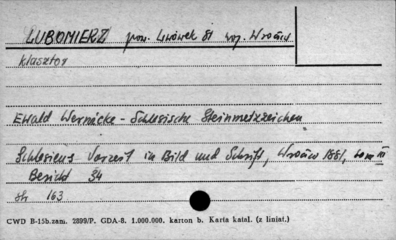 LUBOMIERZ pow. Lwówek Śl woj. Wrocław
klasztor
Ewald Wernicke - Schlesische Steinmetzzeichen
Schlesiens Vorzeit in Bild und Schrift, Wrocław 1881, tom III
Bericht 34
str 163
CWD B-15b.zam. 2899/P. GDA-8. 1.000.000. karton b. Karta katal. (z liniat.)